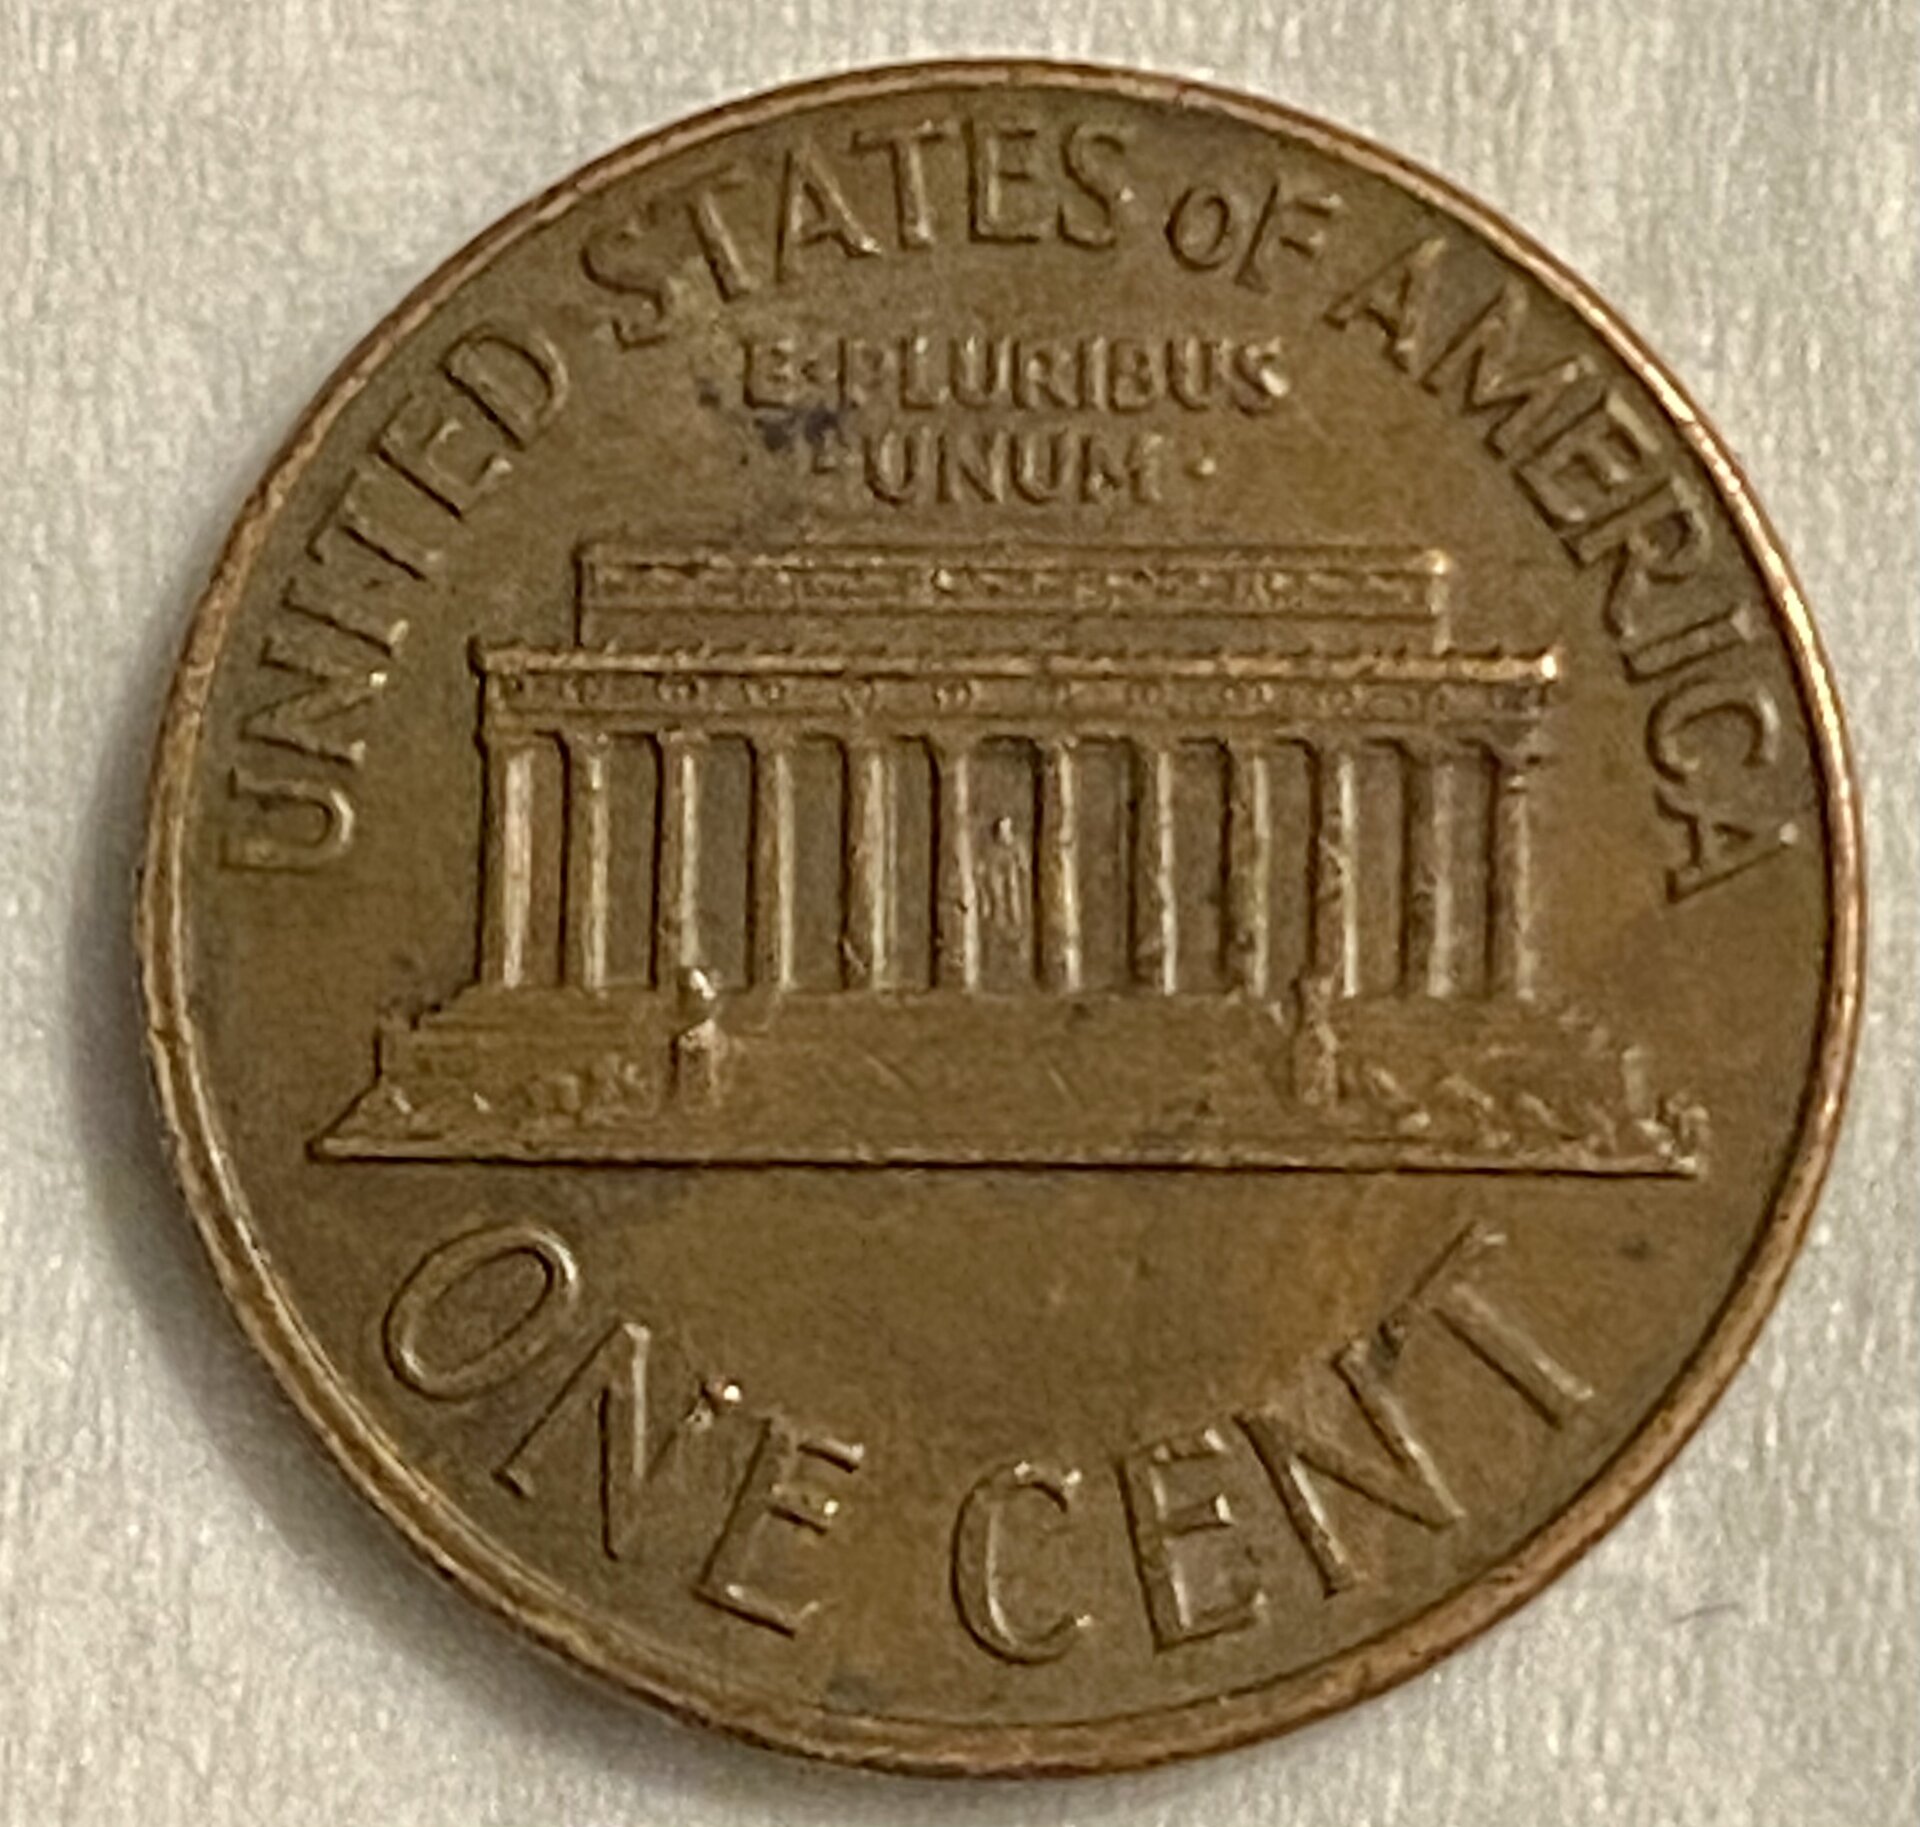 UNITED STATES OF AMERICA
E·PLURIBUS
·UNUM·
ONE CENT